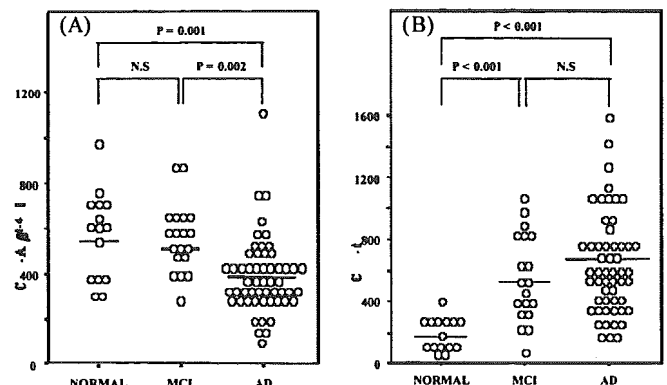 (A)
P = 0.001
N.S
P = 0.002
1200
800
400
0
NORMAL
MCI
AD
(B)
P < 0.001
P < 0.001
N.S
1600
1200
800
400
0
NORMAL
MCI
AD